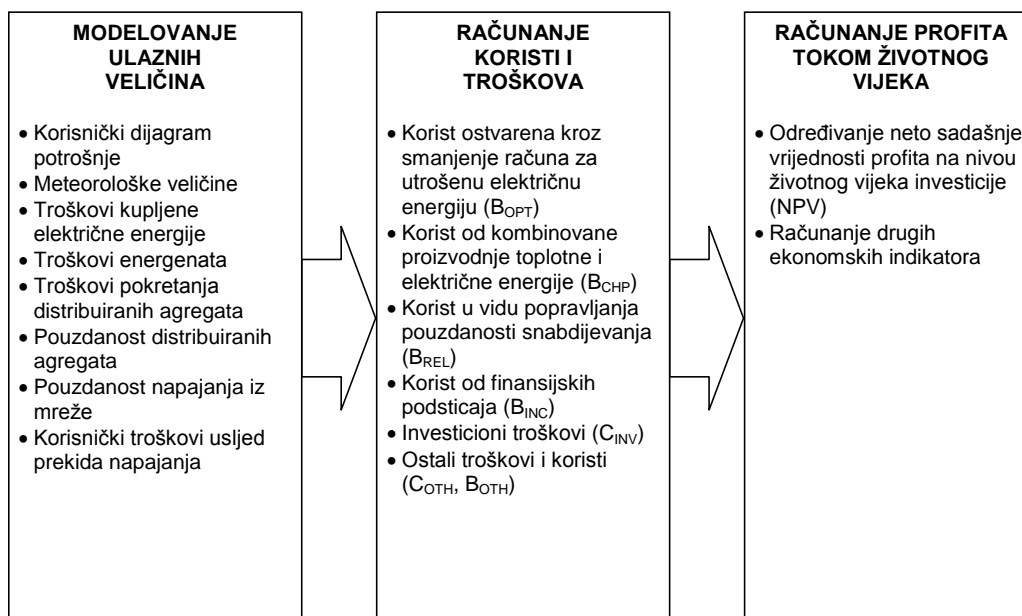 MODELOVANJE
ULAZNIH
VELIČINA
• Korisnički dijagram
potrošnje
• Meteorološke veličine
• Troškovi kupljene
električne energije
• Troškovi energenata
• Troškovi pokretanja
distribuiranih agregata
• Pouzdanost distribuiranih
agregata
• Pouzdanost napajanja iz
mreže
• Korisnički troškovi usljed
prekida napajanja
RAČUNANJE
KORISTI I
TROŠKOVA
• Korist ostvarena kroz
smanjenje računa za
utrošenu električnu
energiju (BOPT)
• Korist od kombinovane
proizvodnje toplotne i
električne energije (BCHP)
• Korist u vidu popravljanja
pouzdanosti snabdijevanja
(BREL)
• Korist od finansijskih
podsticaja (BINC)
• Investicioni troškovi (CINV)
• Ostali troškovi i koristi
(COTH, BOTH)
RAČUNANJE PROFITA
TOKOM ŽIVOTNOG
VIJEKA
• Određivanje neto sadašnje
vrijednosti profita na nivou
životnog vijeka investicije
(NPV)
• Računanje drugih
ekonomskih indikatora